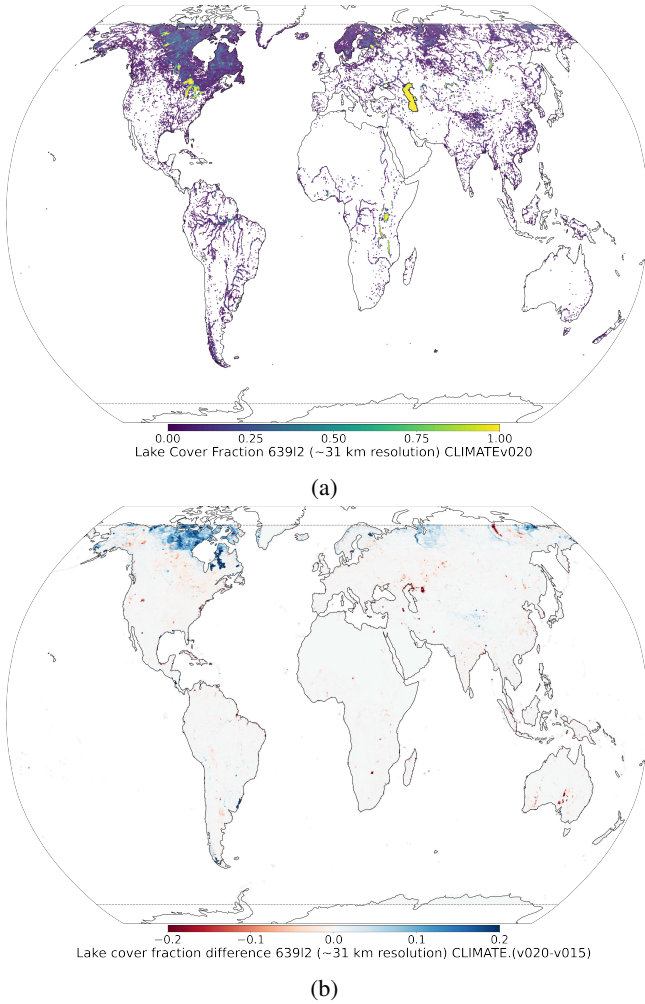 0.00 0.25 0.50 0.75 1.00
Lake Cover Fraction 639l2 (~31 km resolution) CLIMATEv020
(a)
−0.2 −0.1 0.0 0.1 0.2
Lake cover fraction difference 639l2 (~31 km resolution) CLIMATE.(v020-v015)
(b)